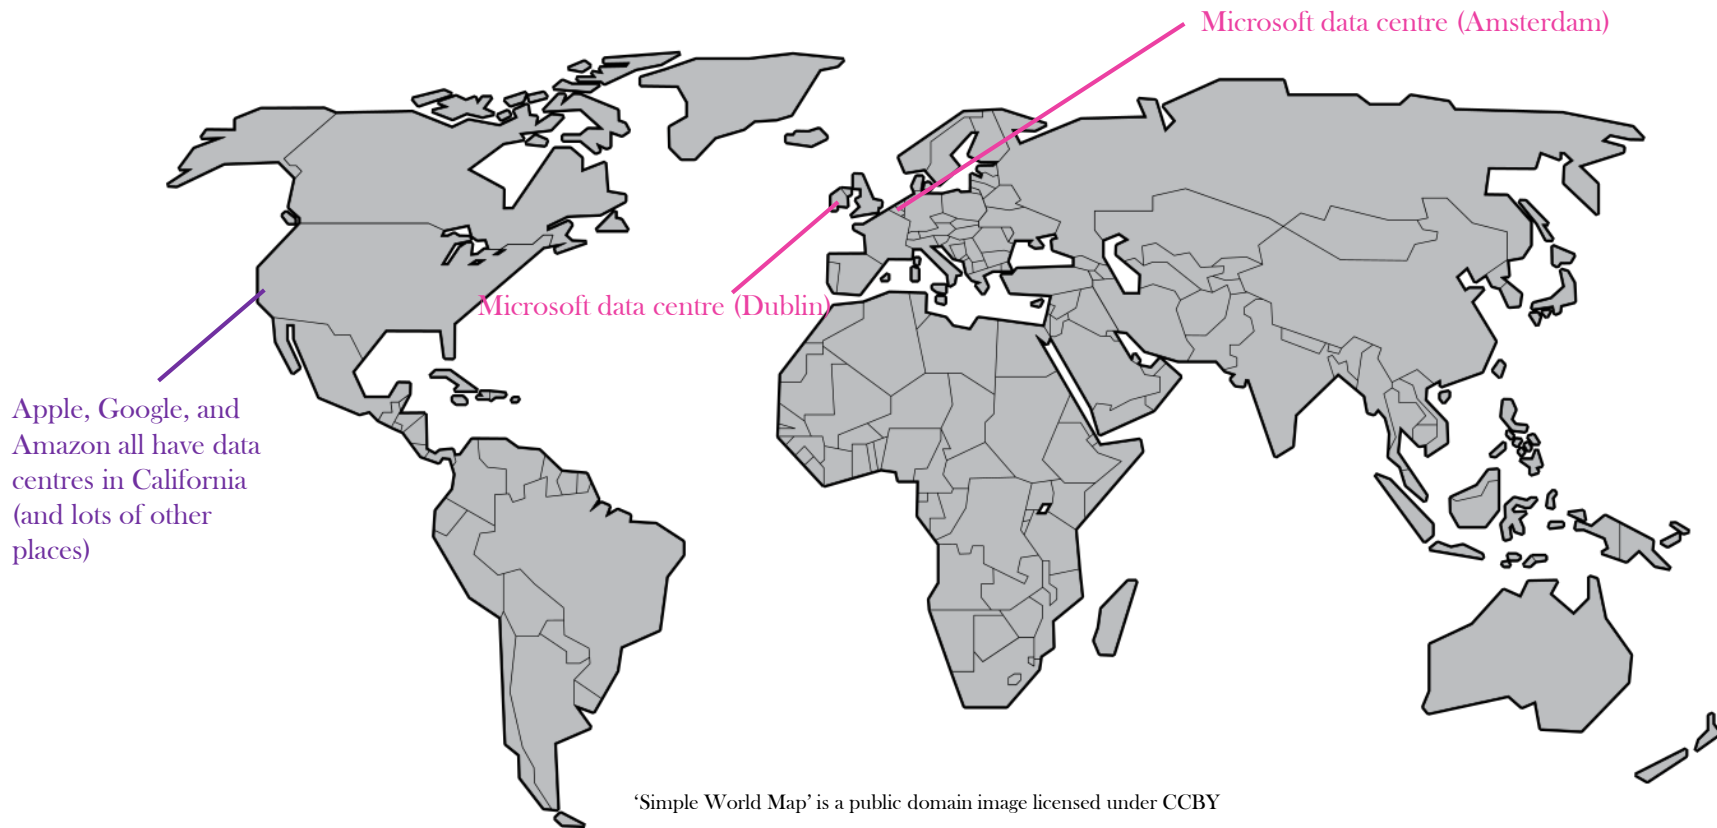 Microsoft data centre (Amsterdam)
Microsoft data centre (Dublin)
Apple, Google, and
Amazon all have data
centres in California
(and lots of other
places)
‘Simple World Map’ is a public domain image licensed under CCBY